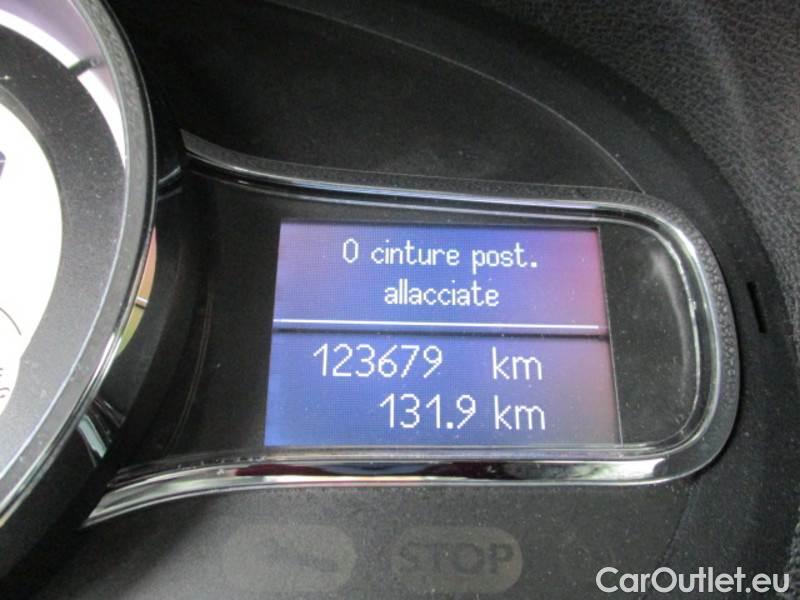 0 cinture post.
allacciate
123679 km
131.9 km
STOP
CarOutlet.eu